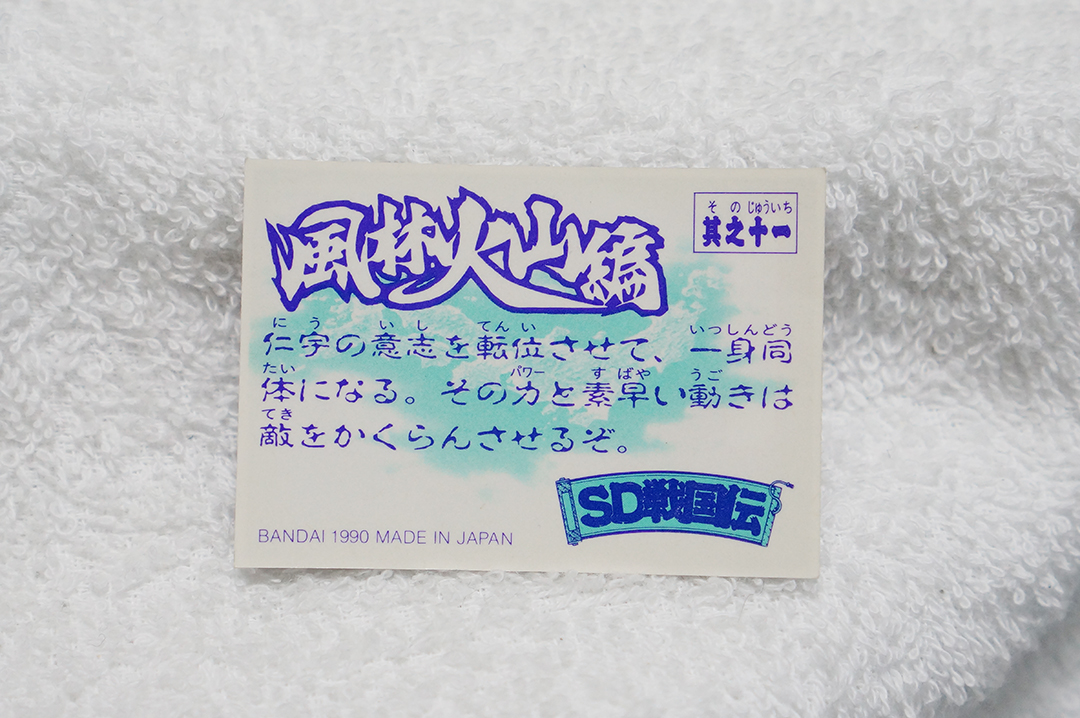 風林火山編
その じゅういち
其之十一
にう いし てんい いっしんどう
仁宇の意志を転位させて、一身同
たい パワー すばや うご
体になる。その力と素早い動きは
てき
敵をかくらんさせるぞ。
SD戦国伝
BANDAI 1990 MADE IN JAPAN